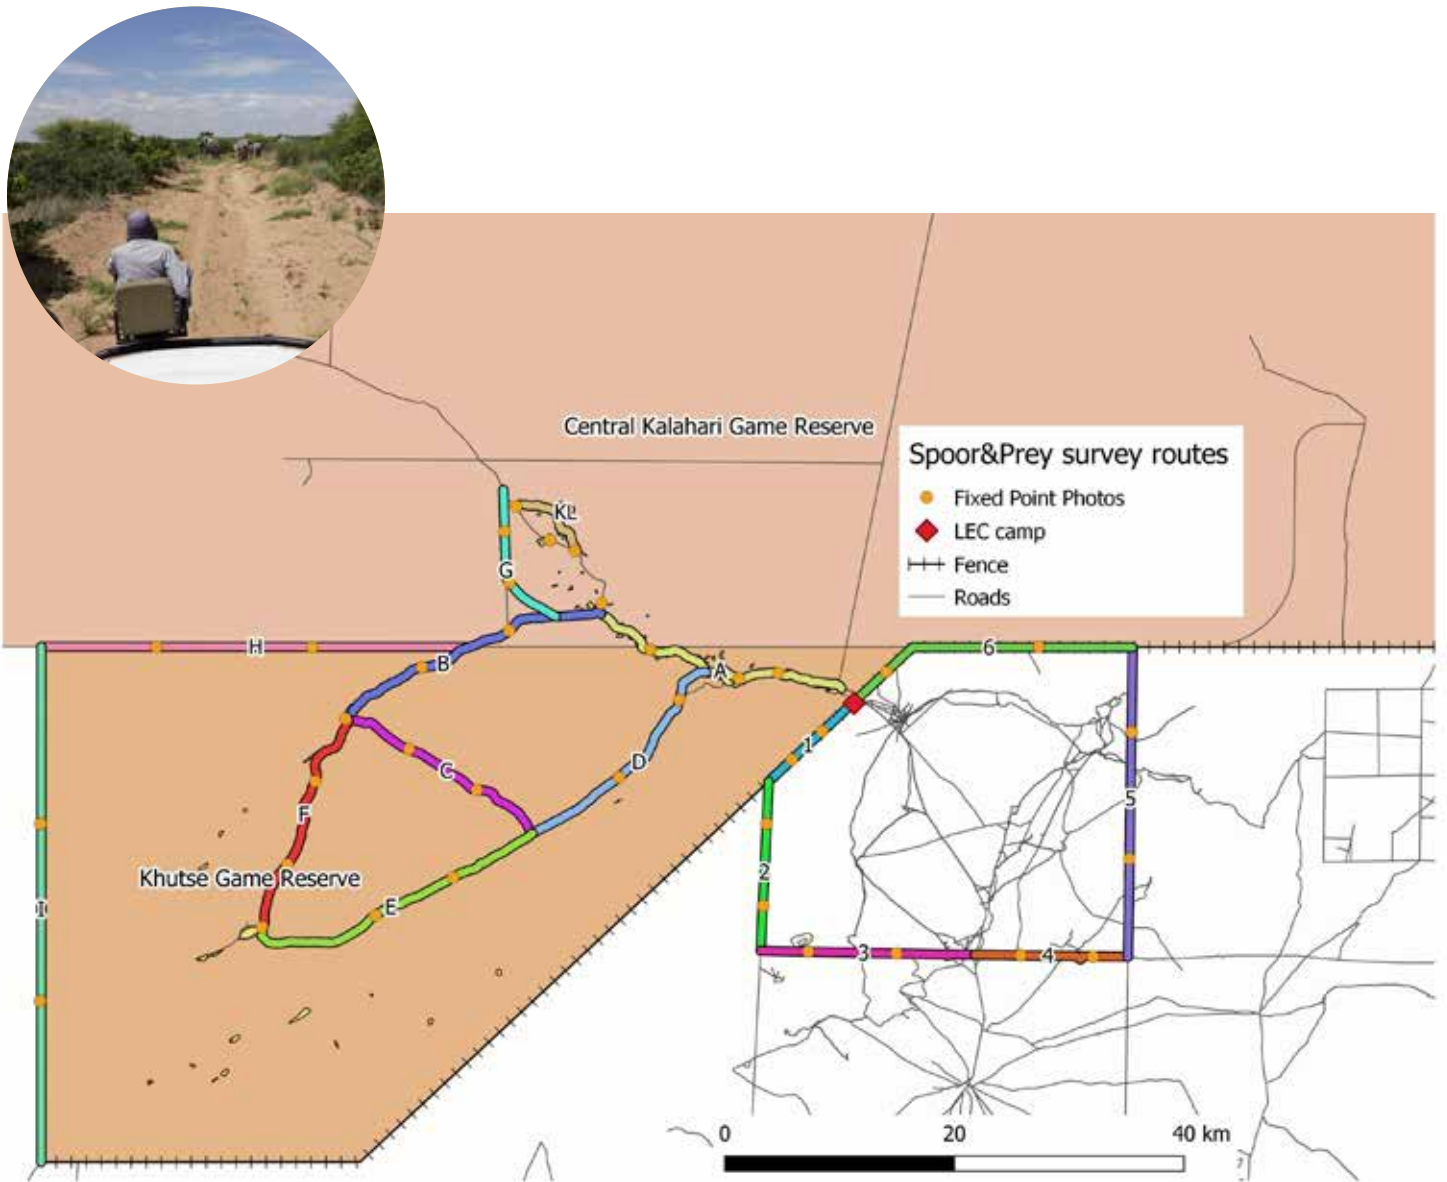 Central Kalahari Game Reserve
Spoor&Prey survey routes
Fixed Point Photos
LEC camp
Fence
Roads
KL
G
H
B
A
6
1
D
C
5
F
2
Khutse Game Reserve
E
I
3
4
0 20 40 km